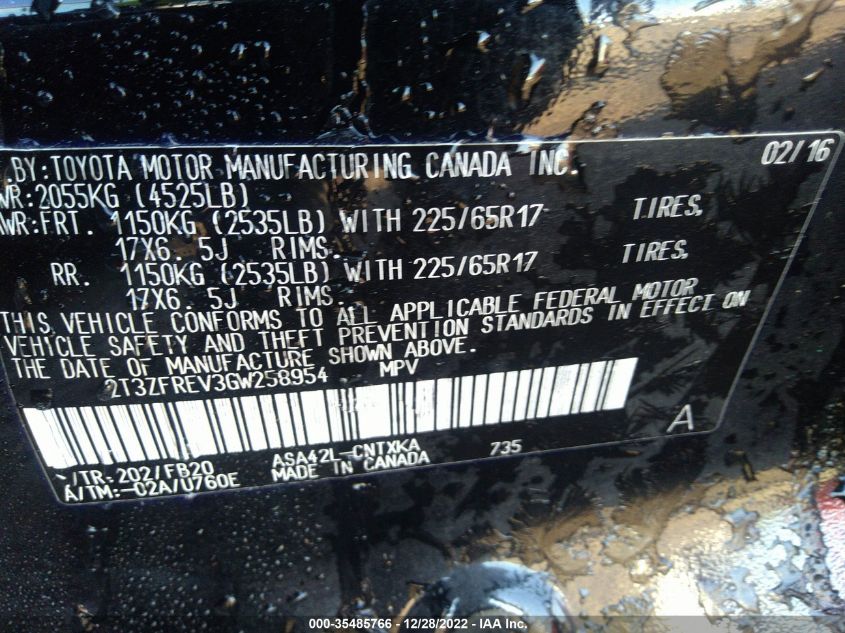 BY:TOYOTA MOTOR MANUFACTURING CANADA INC. 02/16
WR:2055KG (4525LB)
AWR:FRT. 1150KG (2535LB) WITH 225/65R17 TIRES,
17X6. 5J RIMS.
RR. 1150KG (2535LB) WITH 225/65R17 TIRES,
17X6. 5J RIMS.
THIS VEHICLE CONFORMS TO ALL APPLICABLE FEDERAL MOTOR
VEHICLE SAFETY AND THEFT PREVENTION STANDARDS IN EFFECT ON
THE DATE OF MANUFACTURE SHOWN ABOVE.
2T3ZFREV3GW258954 MPV
A
/TR:202/FB20 ASA42L-CNTXKA 735
A/TM:-02A/U760E MADE IN CANADA
000-35485766 - 12/28/2022 - IAA Inc.